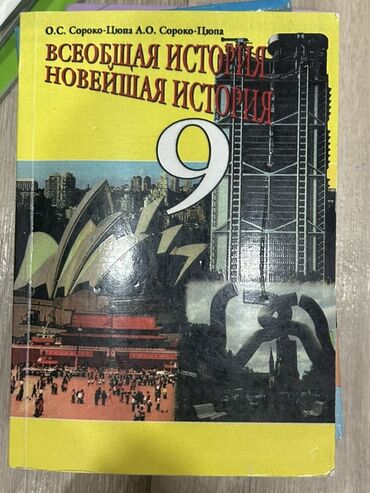 О.С. Сороко-Цюпа А.О. Сороко-Цюпа
ВСЕОБЩАЯ ИСТОРИЯ
НОВЕЙШАЯ ИСТОРИЯ
9